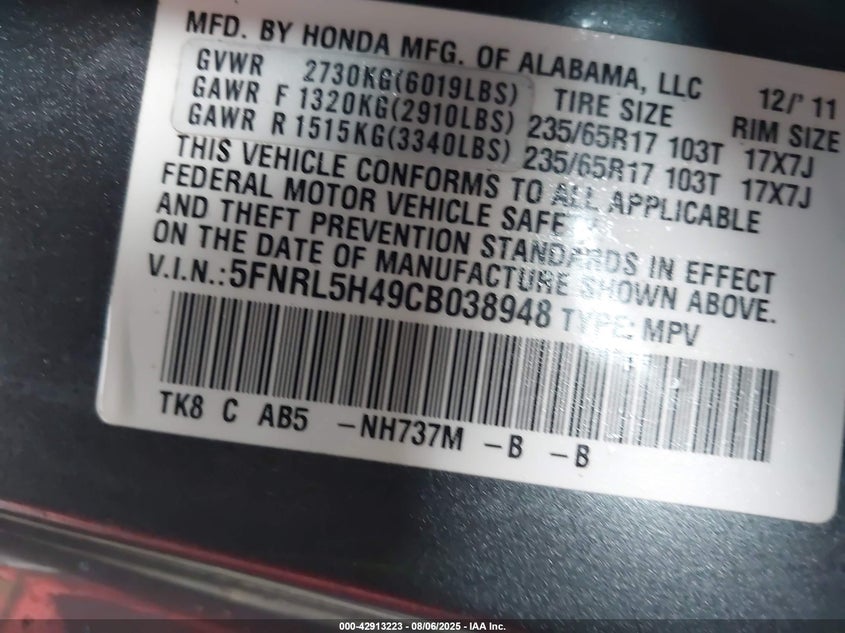 MFD. BY HONDA MFG. OF ALABAMA, LLC 12/'11
GVWR 2730KG(6019LBS) TIRE SIZE RIM SIZE
GAWR F 1320KG(2910LBS) 235/65R17 103T 17X7J
GAWR R 1515KG(3340LBS) 235/65R17 103T 17X7J
THIS VEHICLE CONFORMS TO ALL APPLICABLE
FEDERAL MOTOR VEHICLE SAFETY
AND THEFT PREVENTION STANDARDS IN EFFECT
ON THE DATE OF MANUFACTURE SHOWN ABOVE.
V.I.N.: 5FNRL5H49CB038948 TYPE: MPV
TK8 C AB5 -NH737M -B -B
000-42913223 - 08/06/2025 - IAA Inc.